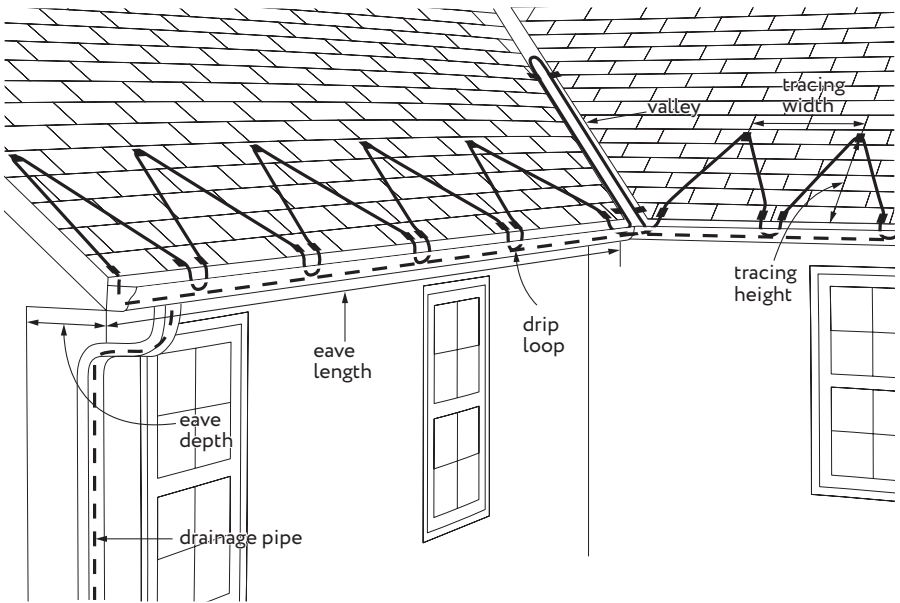 tracing
width
valley
tracing
height
drip
loop
eave
length
eave
depth
drainage pipe